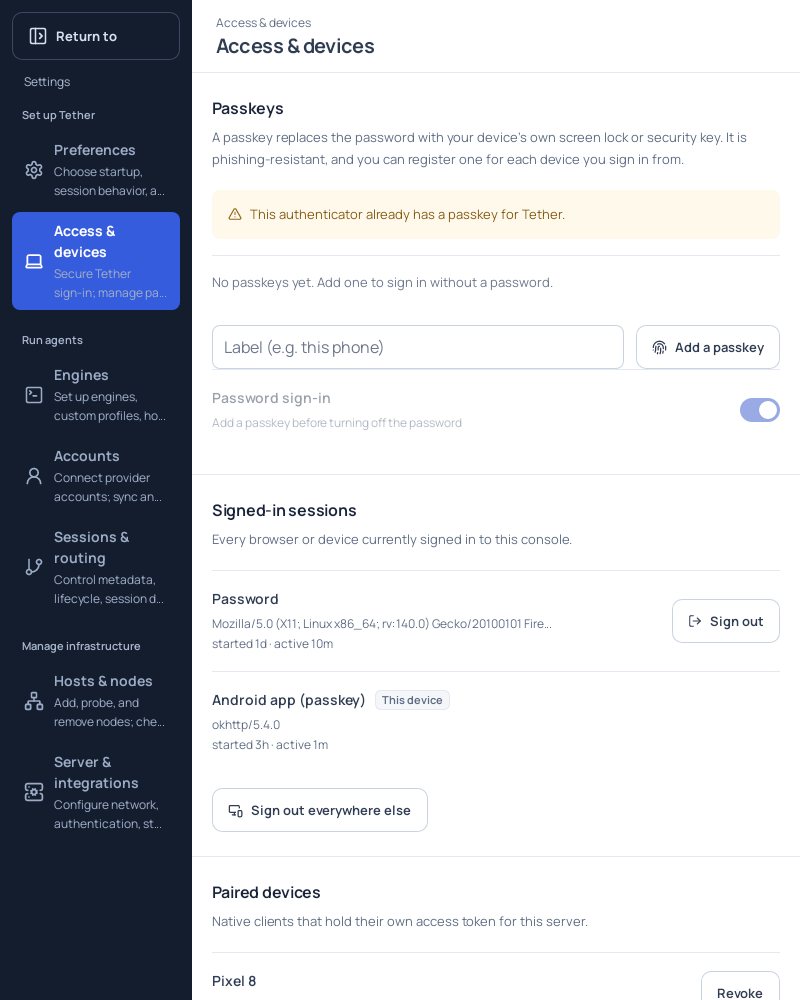 Return to
Settings
Set up Tether
Preferences
Choose startup,
session behavior, a...
Access &
devices
Secure Tether
sign-in; manage pa...
Run agents
Engines
Set up engines,
custom profiles, ho...
Accounts
Connect provider
accounts; sync an...
Sessions &
routing
Control metadata,
lifecycle, session d...
Manage infrastructure
Hosts & nodes
Add, probe, and
remove nodes; che...
Server &
integrations
Configure network,
authentication, st...
Access & devices
Access & devices
Passkeys
A passkey replaces the password with your device's own screen lock or security key. It is
phishing-resistant, and you can register one for each device you sign in from.
This authenticator already has a passkey for Tether.
No passkeys yet. Add one to sign in without a password.
Label (e.g. this phone)
Add a passkey
Password sign-in
Add a passkey before turning off the password
Signed-in sessions
Every browser or device currently signed in to this console.
Password
Mozilla/5.0 (X11; Linux x86_64; rv:140.0) Gecko/20100101 Fire...
started 1d · active 10m
Sign out
Android app (passkey) This device
okhttp/5.4.0
started 3h · active 1m
Sign out everywhere else
Paired devices
Native clients that hold their own access token for this server.
Pixel 8
Revoke